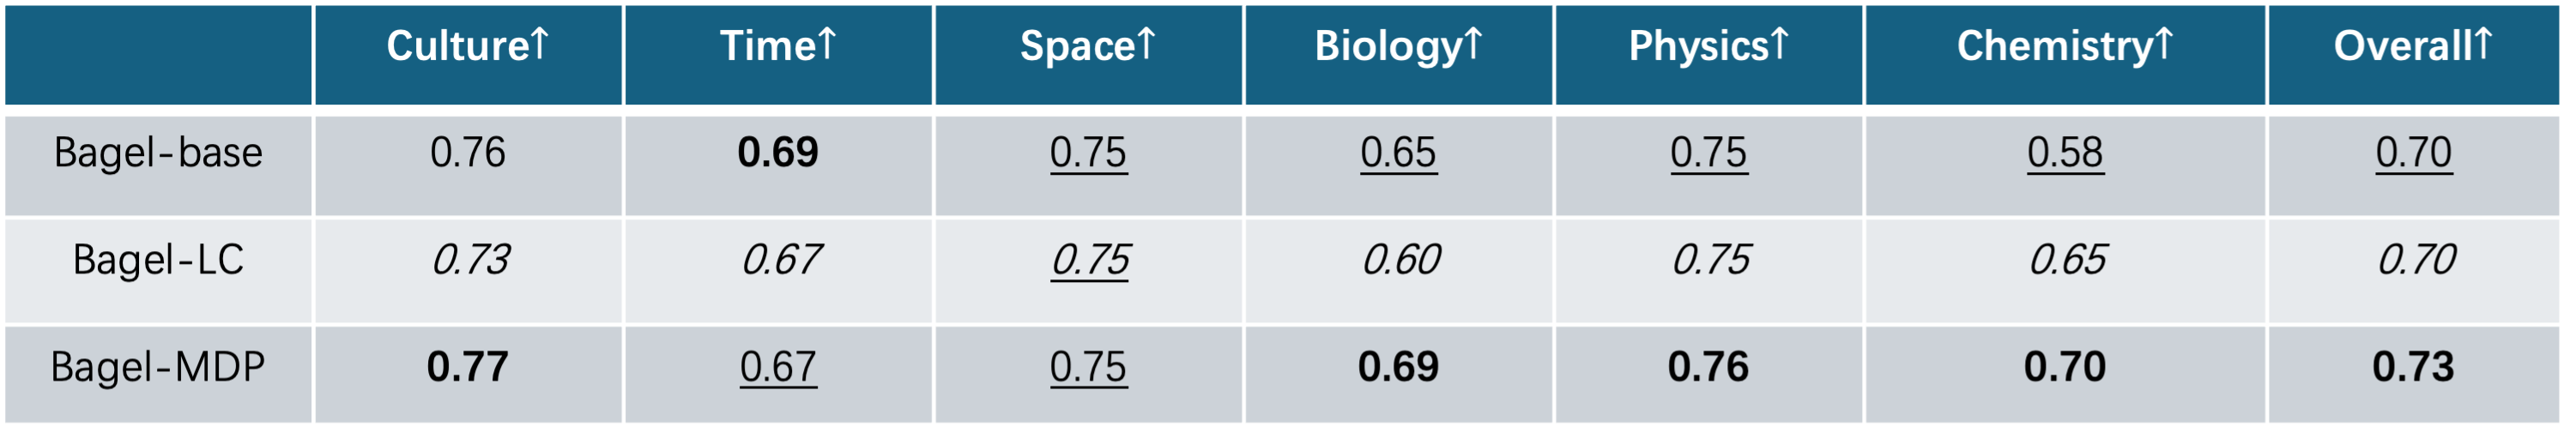 Culture↑ Time↑ Space↑ Biology↑ Physics↑ Chemistry↑ Overall↑
Bagel-base 0.76 0.69 0.75 0.65 0.75 0.58 0.70
Bagel-LC 0.73 0.67 0.75 0.60 0.75 0.65 0.70
Bagel-MDP 0.77 0.67 0.75 0.69 0.76 0.70 0.73